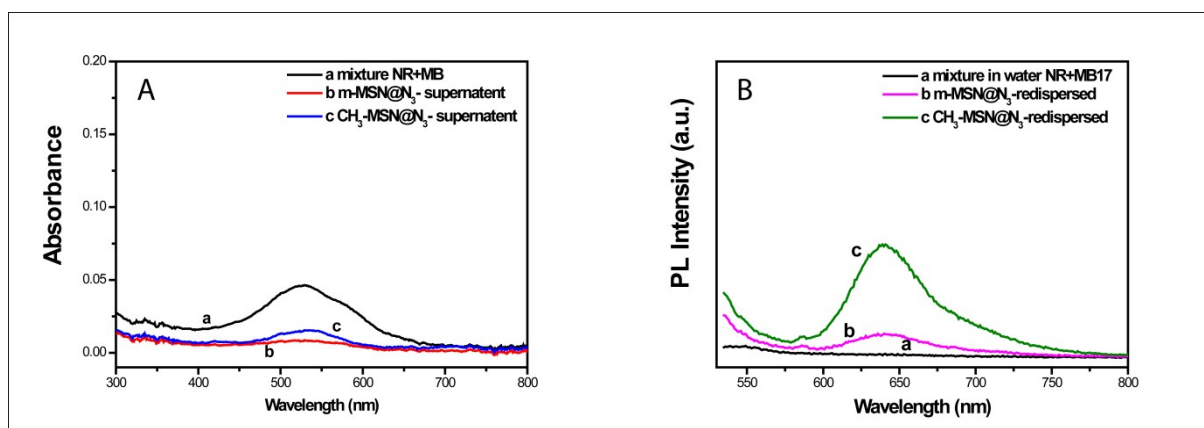 A
a mixture NR+MB
b m-MSN@N3- supernatent
c CH3-MSN@N3- supernatent
0.20
0.15
0.10
0.05
0.00
Absorbance
a
c
b
300 400 500 600 700 800
Wavelength (nm)
B
a mixture in water NR+MB17
b m-MSN@N3-redispersed
c CH3-MSN@N3-redispersed
PL Intensity (a.u.)
c
b
a
550 600 650 700 750 800
Wavelength (nm)